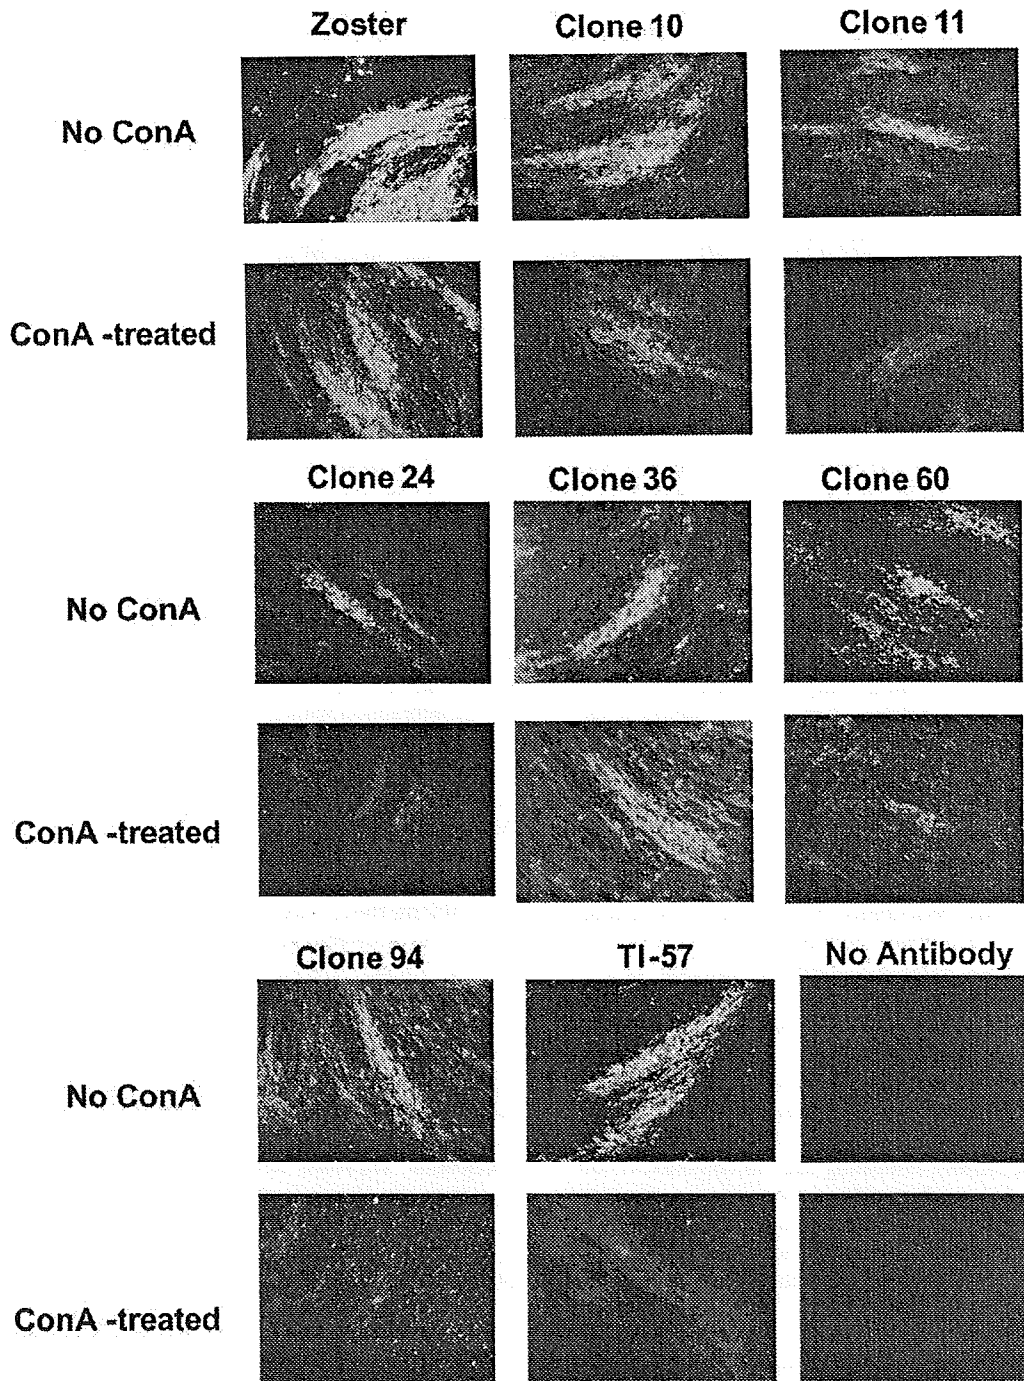 Zoster Clone 10 Clone 11
No ConA
ConA -treated
Clone 24 Clone 36 Clone 60
No ConA
ConA -treated
Clone 94 TI-57 No Antibody
No ConA
ConA -treated